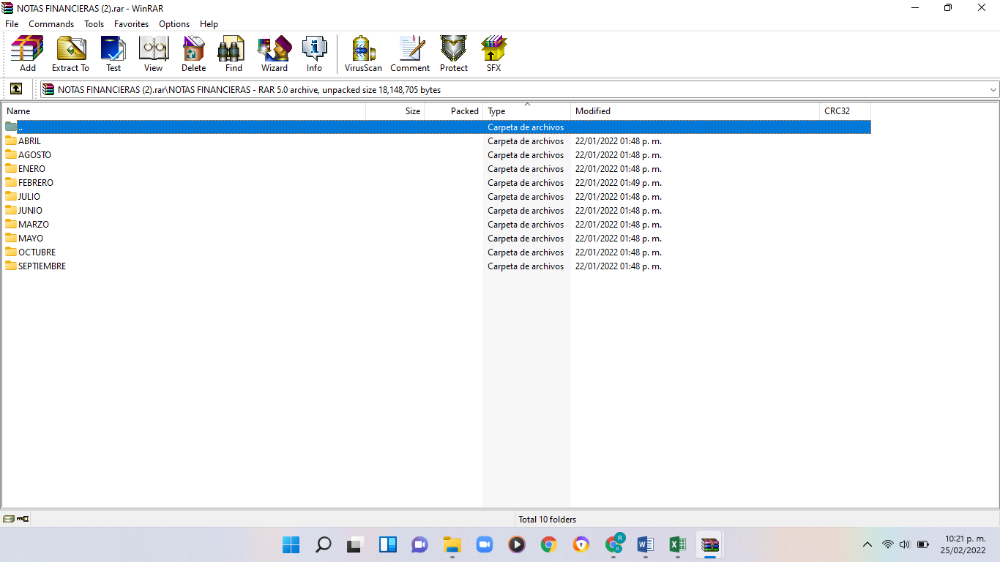 NOTAS FINANCIERAS (2).rar - WinRAR
File Commands Tools Favorites Options Help
Add Extract To Test View Delete Find Wizard Info VirusScan Comment Protect SFX
NOTAS FINANCIERAS (2).rar\NOTAS FINANCIERAS - RAR 5.0 archive, unpacked size 18,148,705 bytes
Name Size Packed Type Modified CRC32
.. Carpeta de archivos
ABRIL Carpeta de archivos 22/01/2022 01:48 p. m.
AGOSTO Carpeta de archivos 22/01/2022 01:48 p. m.
ENERO Carpeta de archivos 22/01/2022 01:48 p. m.
FEBRERO Carpeta de archivos 22/01/2022 01:49 p. m.
JULIO Carpeta de archivos 22/01/2022 01:48 p. m.
JUNIO Carpeta de archivos 22/01/2022 01:48 p. m.
MARZO Carpeta de archivos 22/01/2022 01:48 p. m.
MAYO Carpeta de archivos 22/01/2022 01:48 p. m.
OCTUBRE Carpeta de archivos 22/01/2022 01:48 p. m.
SEPTIEMBRE Carpeta de archivos 22/01/2022 01:48 p. m.
Total 10 folders
10:21 p. m.
25/02/2022